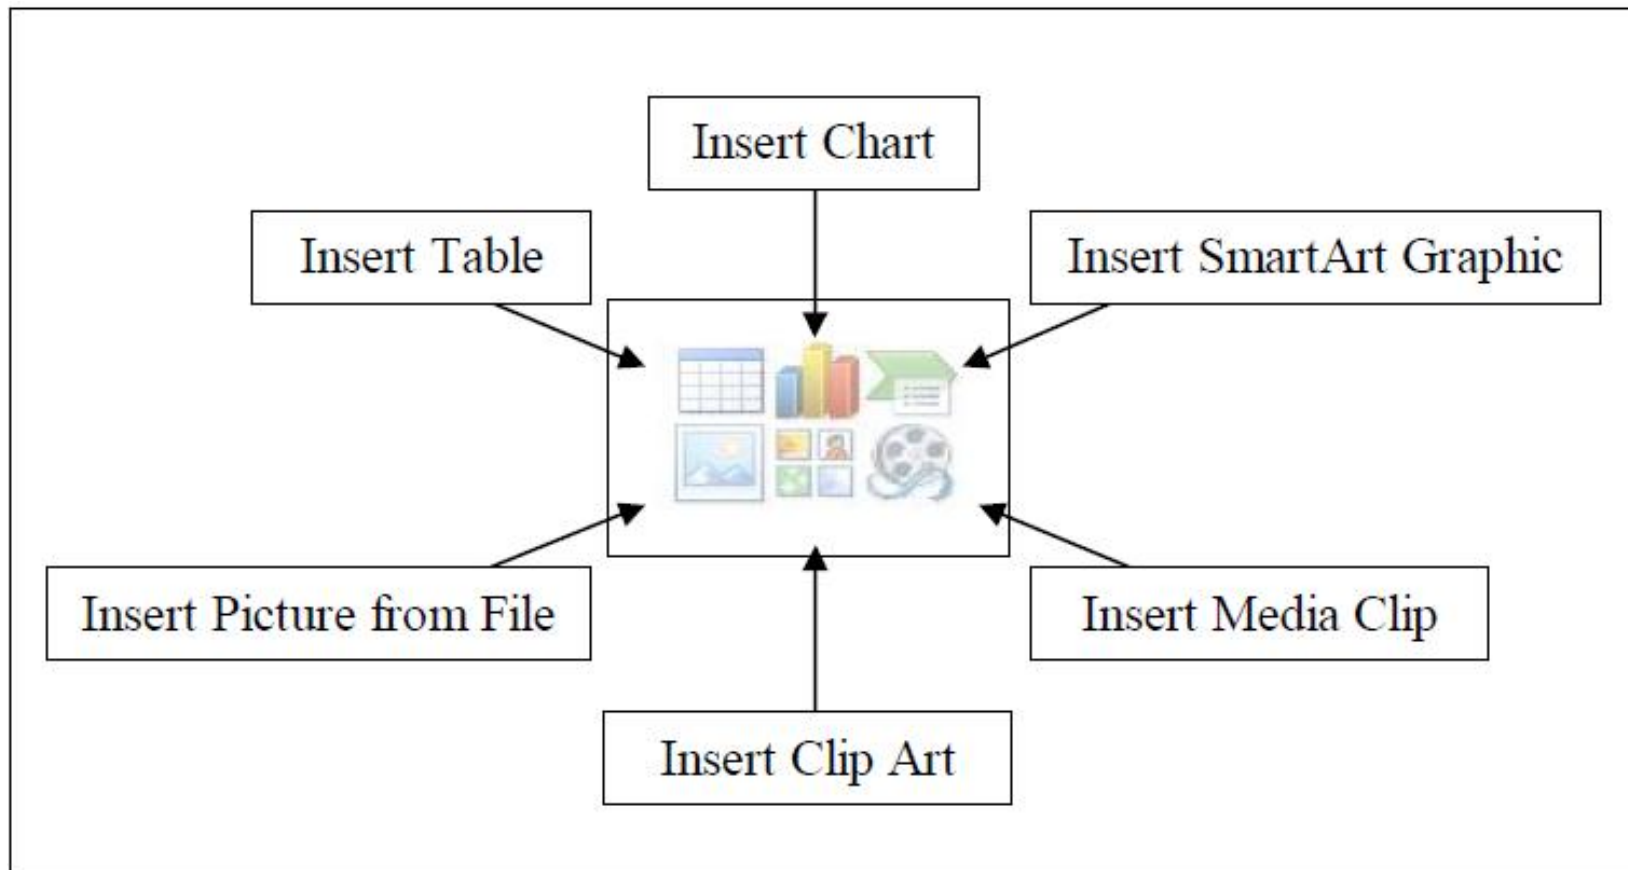 Insert Chart
Insert Table
Insert SmartArt Graphic
Insert Picture from File
Insert Media Clip
Insert Clip Art